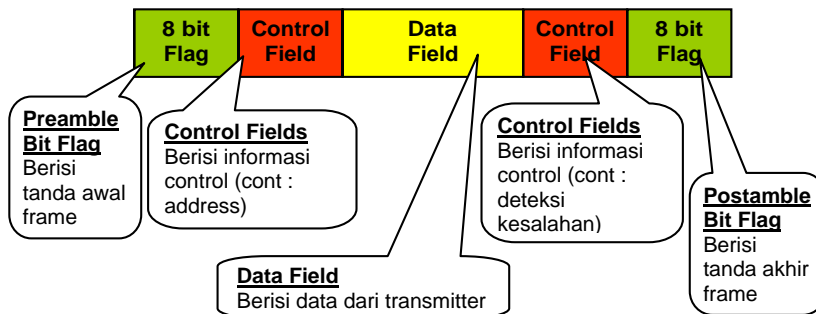 8 bit
Flag
Control
Field
Data
Field
Control
Field
8 bit
Flag
Preamble
Bit Flag
Berisi
tanda awal
frame
Control Fields
Berisi informasi
control (cont :
address)
Data Field
Berisi data dari transmitter
Control Fields
Berisi informasi
control (cont :
deteksi
kesalahan)
Postamble
Bit Flag
Berisi
tanda akhir
frame